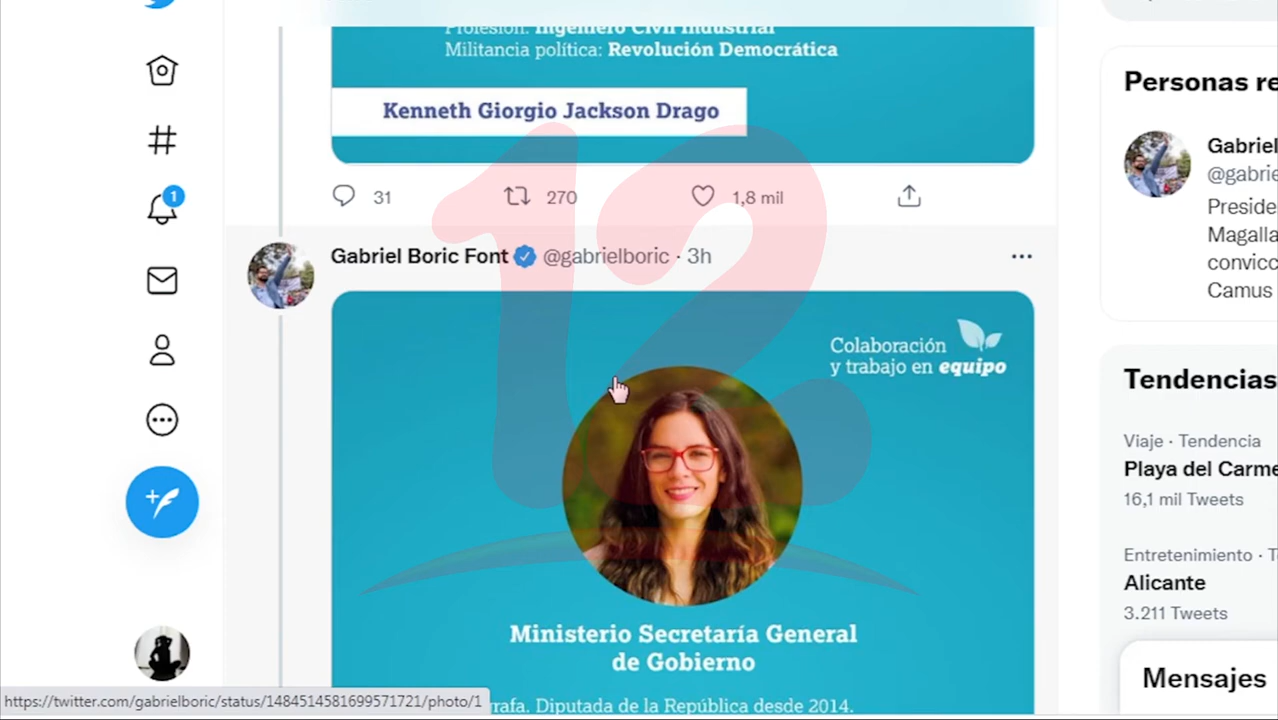 Profesión: Ingeniero Civil Industrial
Militancia política: Revolución Democrática
Kenneth Giorgio Jackson Drago
31
270
1,8 mil
Gabriel Boric Font @gabrielboric · 3h
Colaboración
y trabajo en equipo
Ministerio Secretaría General
de Gobierno
rafa. Diputada de la República desde 2014.
12.
1
Personas re
Gabriel
@gabrie
Preside
Magalla
convicc
Camus
Tendencias
Viaje · Tendencia
Playa del Carme
16,1 mil Tweets
Entretenimiento · T
Alicante
3.211 Tweets
Mensajes
https://twitter.com/gabrielboric/status/1484514581699571721/photo/1